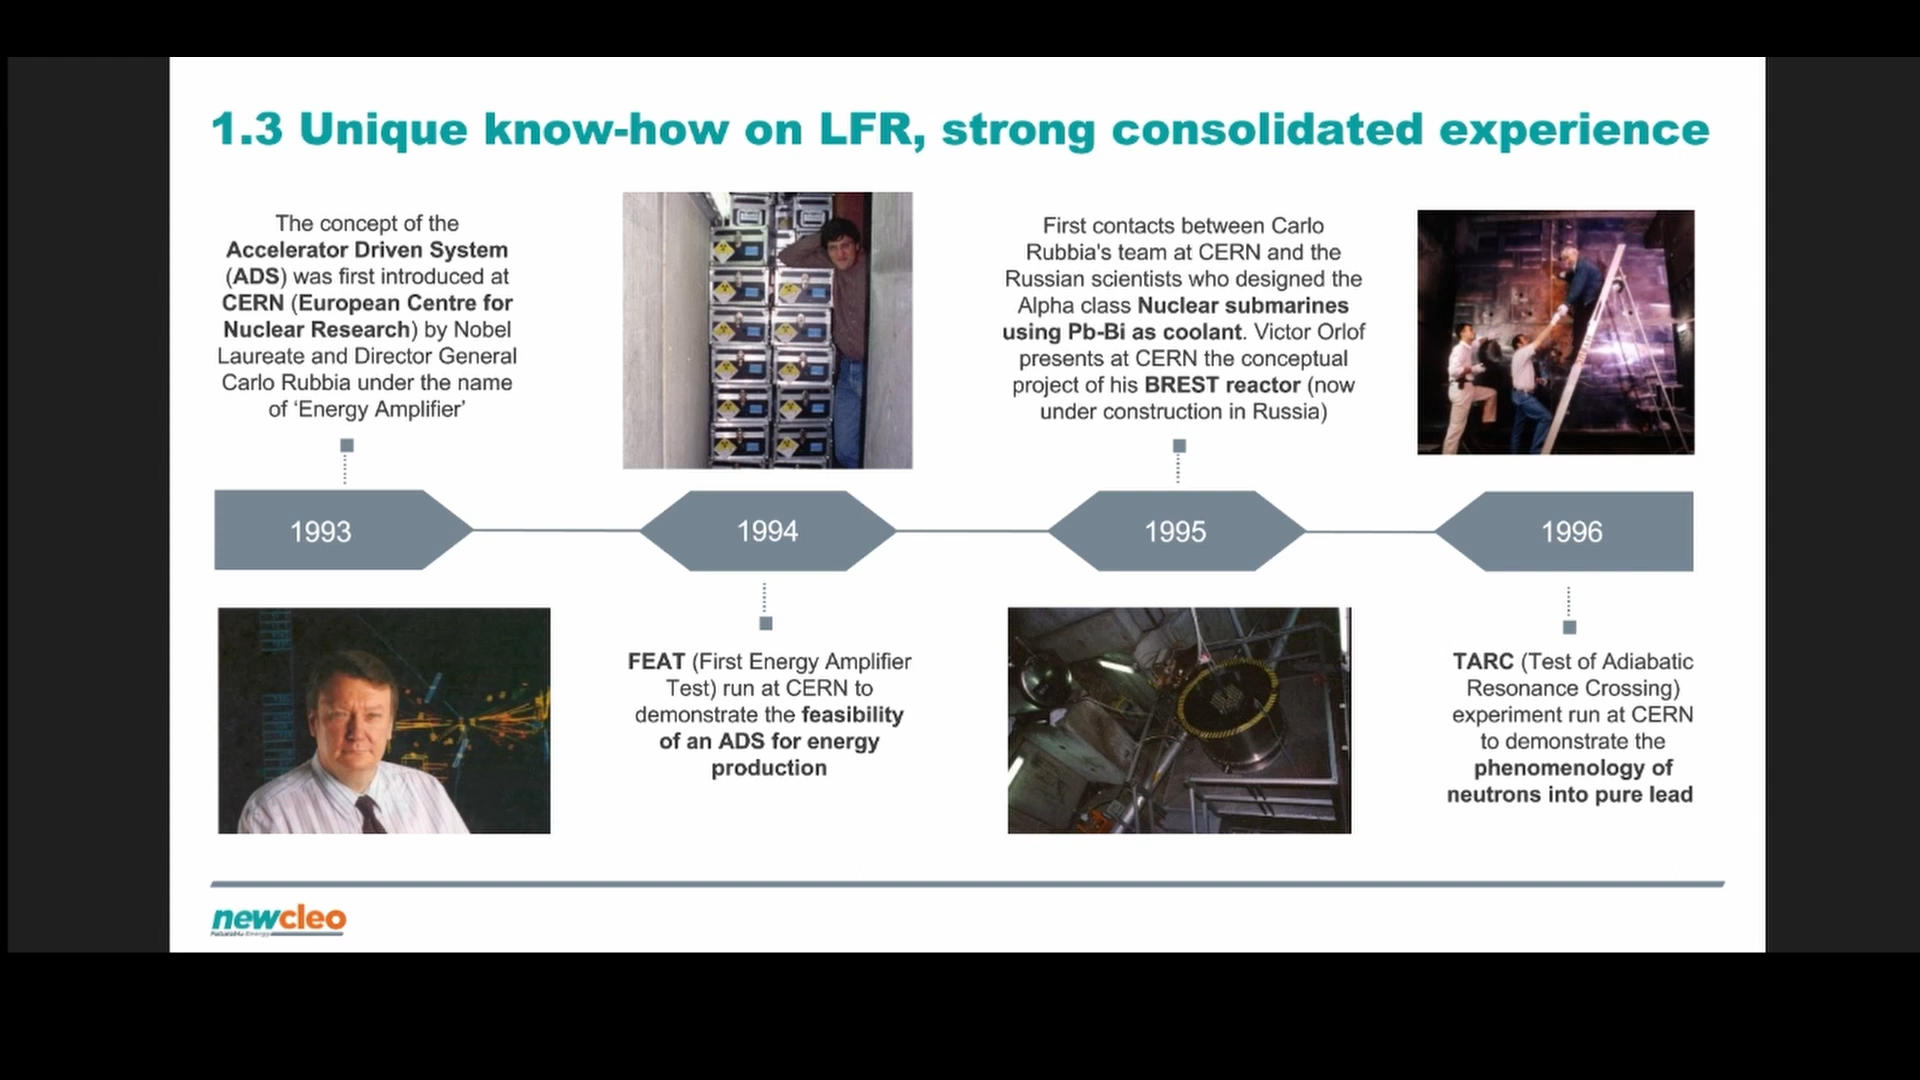 1.3 Unique know-how on LFR, strong consolidated experience
The concept of the
Accelerator Driven System
(ADS) was first introduced at
CERN (European Centre for
Nuclear Research) by Nobel
Laureate and Director General
Carlo Rubbia under the name
of ‘Energy Amplifier’
First contacts between Carlo
Rubbia's team at CERN and the
Russian scientists who designed the
Alpha class Nuclear submarines
using Pb-Bi as coolant. Victor Orlof
presents at CERN the conceptual
project of his BREST reactor (now
under construction in Russia)
1993
1994
1995
1996
FEAT (First Energy Amplifier
Test) run at CERN to
demonstrate the feasibility
of an ADS for energy
production
TARC (Test of Adiabatic
Resonance Crossing)
experiment run at CERN
to demonstrate the
phenomenology of
neutrons into pure lead
newcleo
Futurable Energy